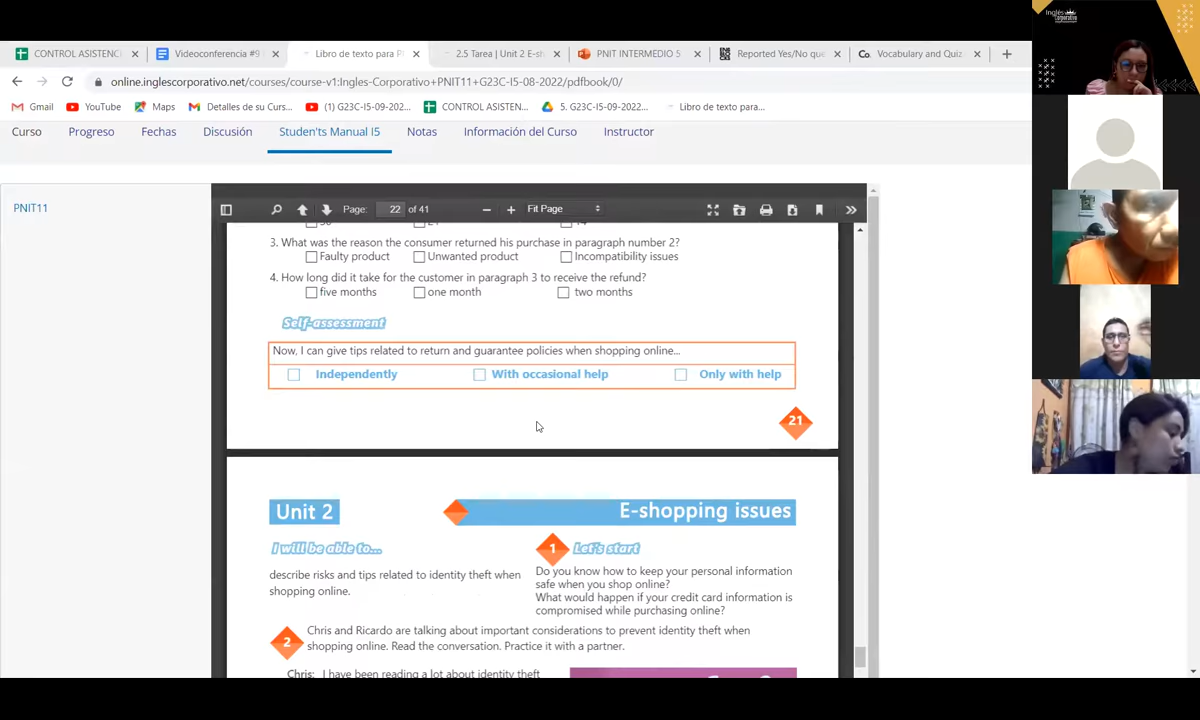 CONTROL ASISTENC
Videoconferencia #9
Libro de texto para P
2.5 Tarea | Unit 2 E-sh
PNIT INTERMEDIO 5
Reported Yes/No que
Vocabulary and Quiz
online.inglescorporativo.net/courses/course-v1:Ingles-Corporativo+PNIT11+G23C-I5-08-2022/pdfbook/0/
Gmail
YouTube
Maps
Detalles de su Curs...
(1) G23C-I5-09-202...
CONTROL ASISTEN...
5. G23C-I5-09-2022...
Libro de texto para...
Curso
Progreso
Fechas
Discusión
Studen'ts Manual I5
Notas
Información del Curso
Instructor
PNIT11
Page: 22 of 41
Fit Page
3. What was the reason the consumer returned his purchase in paragraph number 2?
Faulty product
Unwanted product
Incompatibility issues
4. How long did it take for the customer in paragraph 3 to receive the refund?
five months
one month
two months
Self-assessment
Now, I can give tips related to return and guarantee policies when shopping online...
Independently
With occasional help
Only with help
21
Unit 2
E-shopping issues
I will be able to...
describe risks and tips related to identity theft when
shopping online.
1
Let's start
Do you know how to keep your personal information
safe when you shop online?
What would happen if your credit card information is
compromised while purchasing online?
2
Chris and Ricardo are talking about important considerations to prevent identity theft when
shopping online. Read the conversation. Practice it with a partner.
Chris: I have been reading a lot about identity theft
Inglés
Corporativo